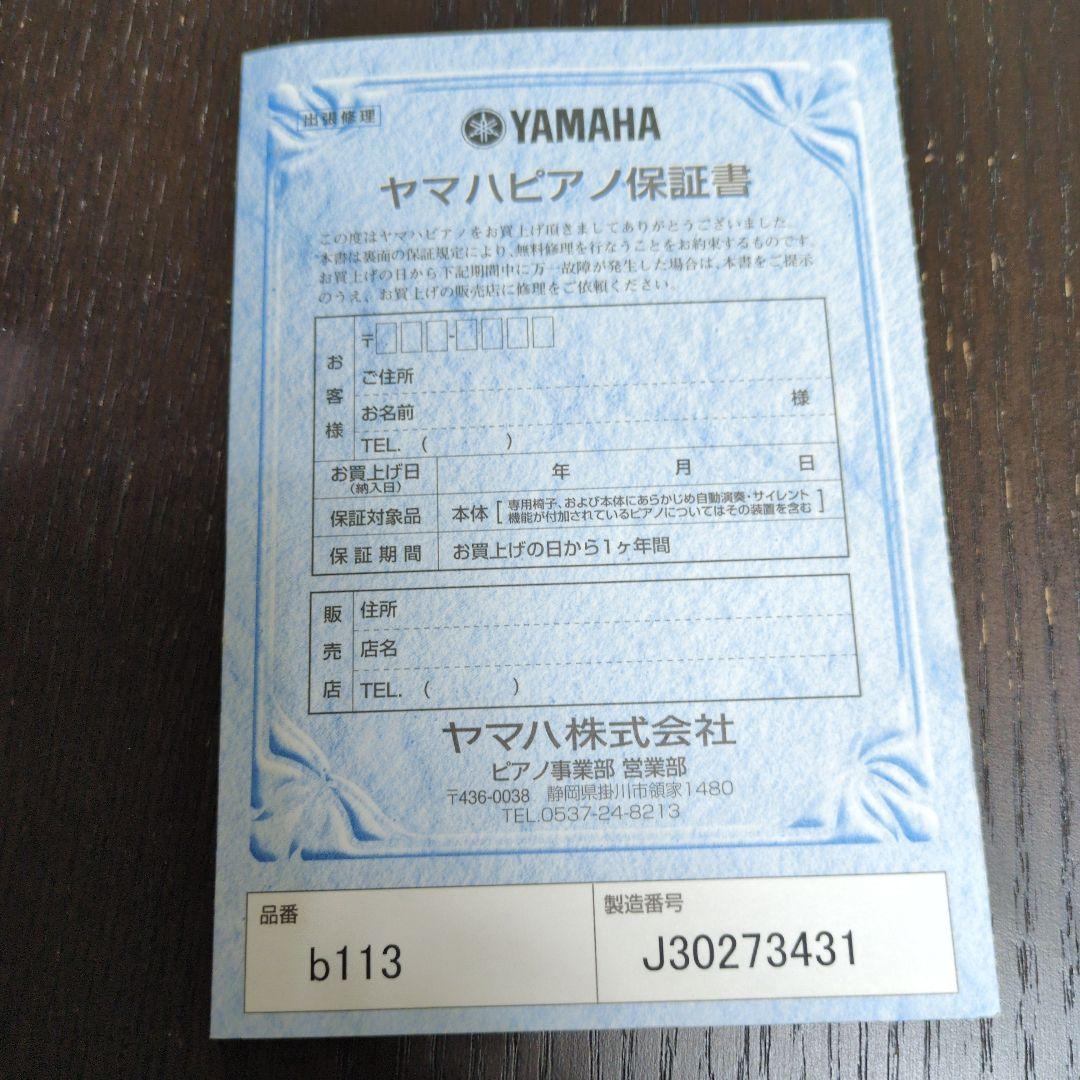 出張修理
YAMAHA
ヤマハピアノ保証書
この度はヤマハピアノをお買上げ頂きましてありがとうございました。
本書は裏面の保証規定により、無料修理を行なうことをお約束するものです。
お買上げの日から下記期間中に万一故障が発生した場合は、本書をご提示
のうえ、お買上げの販売店に修理をご依頼ください。
お客様
〒 -
ご住所
お名前 様
TEL. ( )
お買上げ日 年 月 日
(納入日)
保証対象品 本体 [専用椅子、および本体にあらかじめ自動演奏・サイレント
機能が付加されているピアノについてはその装置を含む]
保証期間 お買上げの日から1ヶ年間
販売店
住所
店名
TEL. ( )
ヤマハ株式会社
ピアノ事業部 営業部
〒436-0038 静岡県掛川市領家1480
TEL.0537-24-8213
品番 製造番号
b113 J30273431